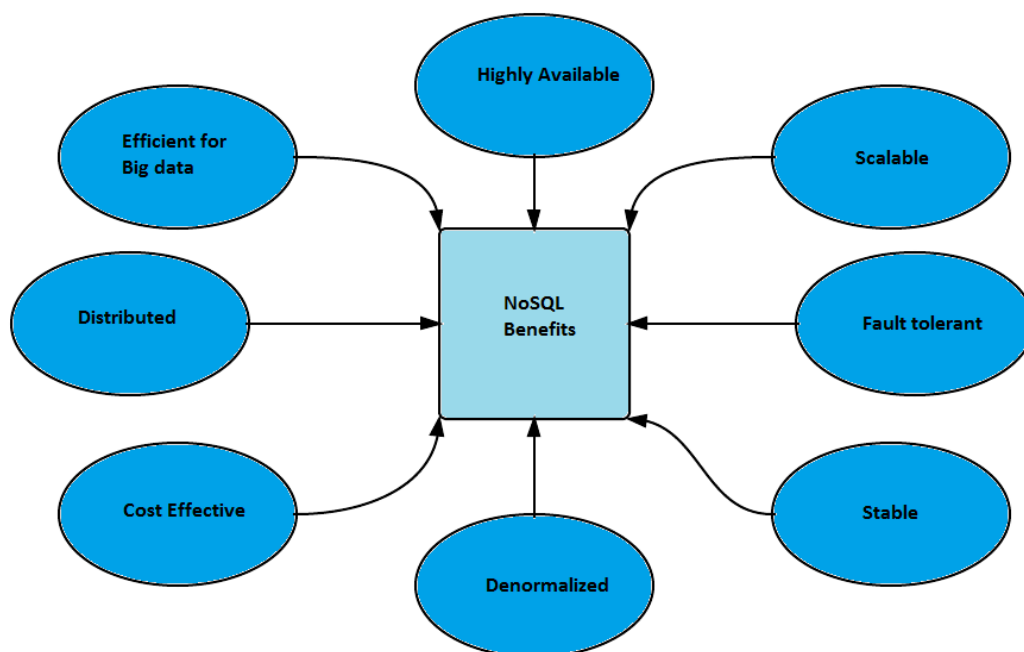 Highly Available
Efficient for
Big data
Scalable
NoSQL
Benefits
Distributed
Fault tolerant
Cost Effective
Stable
Denormalized